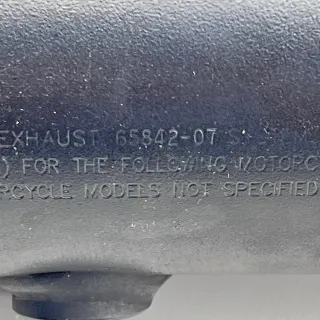 EXHAUST 65842-07
) FOR THE FOLLOWING MOTORC
RCYCLE MODELS NOT SPECIFIED